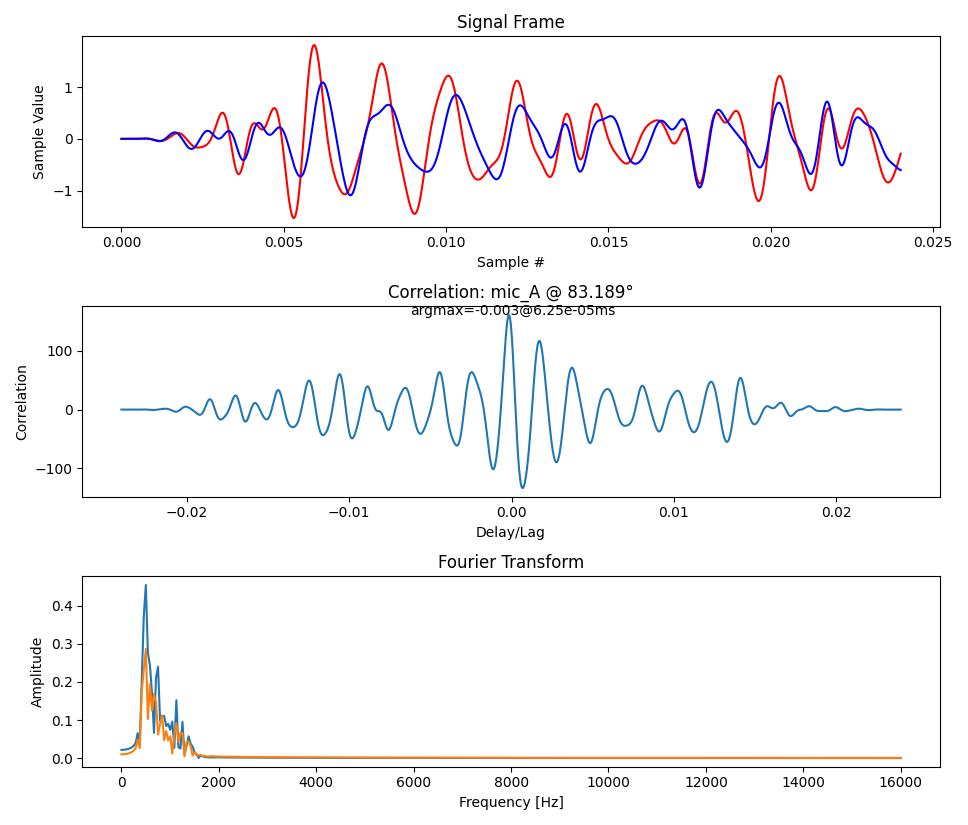 Signal Frame
Sample Value
1
0
−1
0.000 0.005 0.010 0.015 0.020 0.025
Sample #
Correlation: mic_A @ 83.189°
argmax=-0.003@6.25e-05ms
Correlation
100
0
−100
−0.02 −0.01 0.00 0.01 0.02
Delay/Lag
Fourier Transform
Amplitude
0.4
0.3
0.2
0.1
0.0
0 2000 4000 6000 8000 10000 12000 14000 16000
Frequency [Hz]